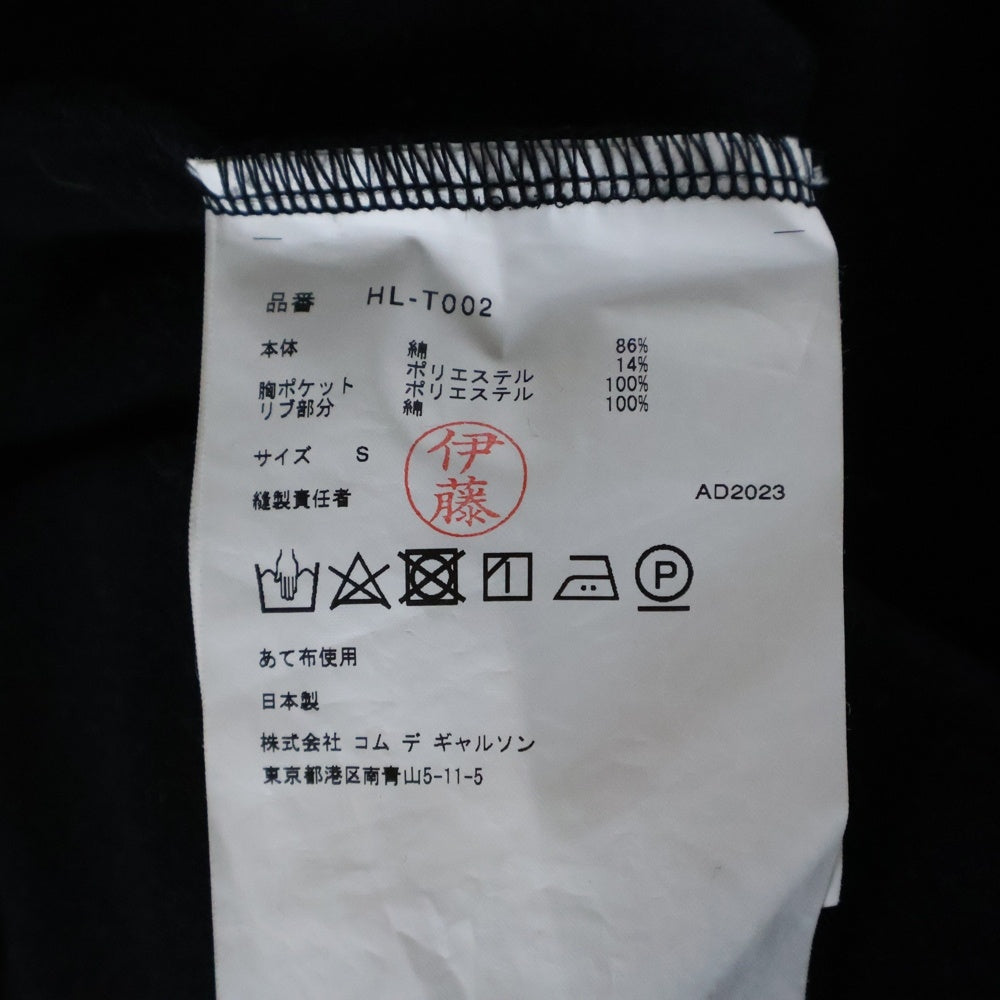 品番 HL-T002
本体 綿 86%
ポリエステル 14%
胸ポケット ポリエステル 100%
リブ部分 綿 100%
サイズ S
伊藤
縫製責任者 AD2023
P
あて布使用
日本製
株式会社 コム デ ギャルソン
東京都港区南青山5-11-5